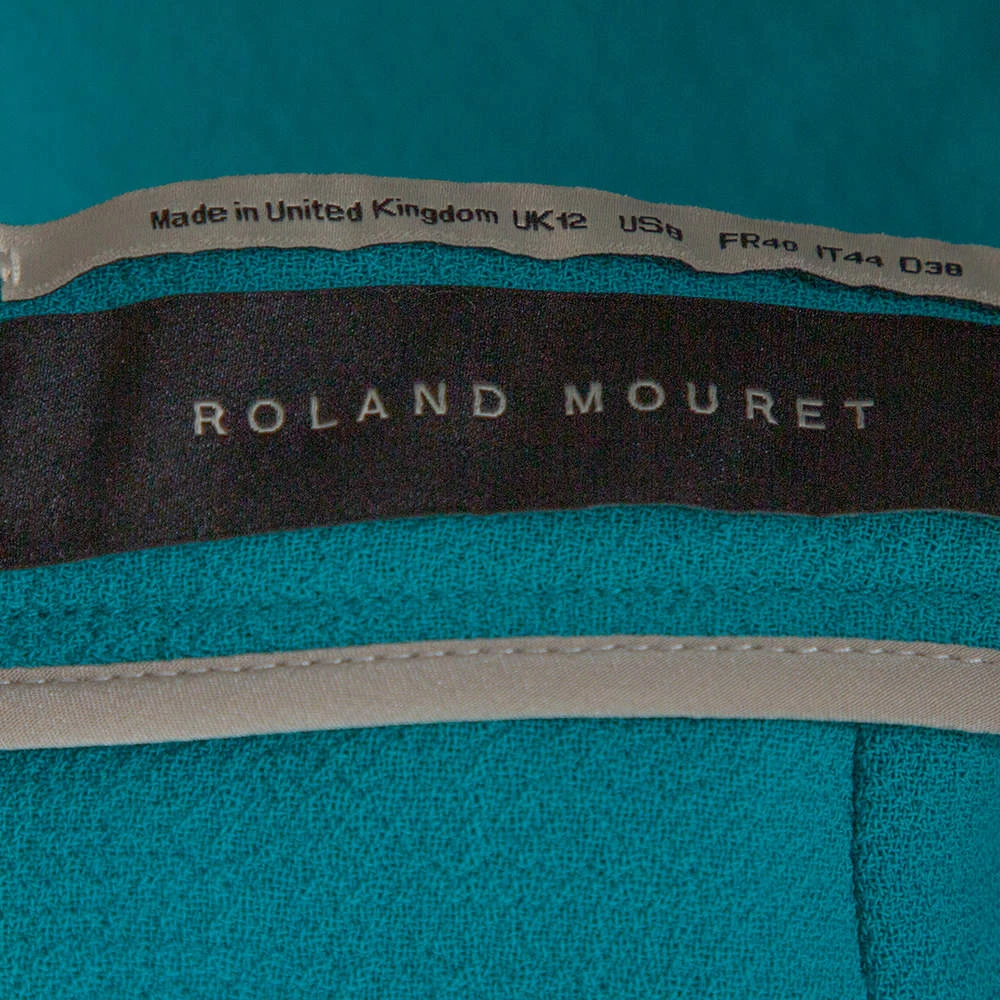 Made in United Kingdom UK12 US8 FR40 IT44 D38
ROLAND MOURET